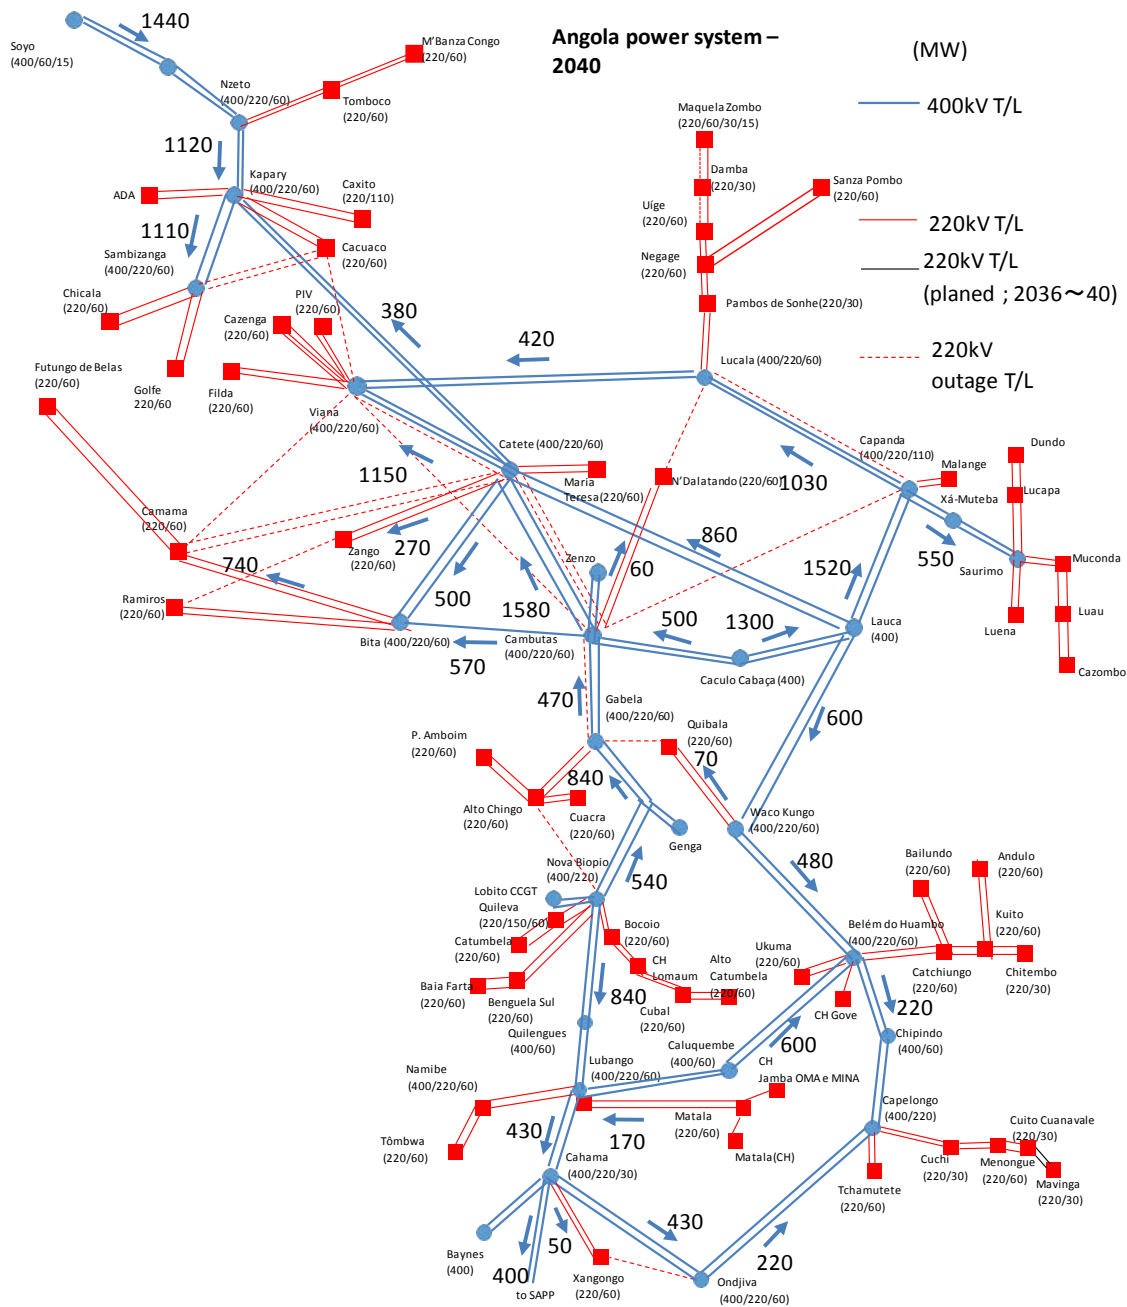 Angola power system –
2040
(MW)
400kV T/L
220kV T/L
220kV T/L
(planed ; 2036～40)
220kV
outage T/L
1440
Soyo
(400/60/15)
M'Banza Congo
(220/60)
Nzeto
(400/220/60)
Tomboco
(220/60)
1120
Kapary
(400/220/60)
ADA
Caxito
(220/110)
1110
Sambizanga
(400/220/60)
Cacuaco
(220/60)
Chicala
(220/60)
PIV
(220/60)
Cazenga
(220/60)
380
420
Futungo de Belas
(220/60)
Golfe
220/60
Filda
(220/60)
Viana
(400/220/60)
Maquela Zombo
(220/60/30/15)
Damba
(220/30)
Sanza Pombo
(220/60)
Uíge
(220/60)
Negage
(220/60)
Pambos de Sonhe(220/30)
Lucala (400/220/60)
Catete (400/220/60)
Capanda
(400/220/110)
Dundo
Malange
Maria
Teresa(220/60)
N'Dalatando (220/60)
1150
1030
Lucapa
Xá-Muteba
Camama
(220/60)
Zango
(220/60)
270
860
550
Saurimo
Muconda
740
Zenzo
60
1520
Ramiros
(220/60)
500
1580
500
1300
Lauca
(400)
Luena
Luau
Bita (400/220/60)
Cambutas
(400/220/60)
570
Caculo Cabaça(400)
Cazombo
470
Gabela
(400/220/60)
600
P. Amboim
(220/60)
Quibala
(220/60)
70
840
Alto Chingo
(220/60)
Cuacra
(220/60)
Waco Kungo
(400/220/60)
Genga
480
Nova Biopio
(400/220)
540
Bailundo
(220/60)
Andulo
(220/60)
Lobito CCGT
Quileva
(220/150/60)
Catumbela
(220/60)
Bocoio
(220/60)
Belém do Huambo
(400/220/60)
Kuito
(220/60)
Ukuma
(220/60)
CH
Lomaum
Alto
Catumbela
(220/60)
Catchiungo
(220/60)
Chitembo
(220/30)
Baia Farta
(220/60)
Benguela Sul
(220/60)
840
Cubal
(220/60)
CH Gove
220
Quilengues
(400/60)
Chipindo
(400/60)
Caluquembe
(400/60)
600
Lubango
(400/220/60)
CH
Jamba OMA e MINA
Namibe
(400/220/60)
Capelongo
(400/220)
Matala
(220/60)
Cuito Cuanavale
(220/30)
430
170
Tômbwa
(220/60)
Matala(CH)
Cuchi
(220/30)
Menongue
(220/60)
Mavinga
(220/30)
Cahama
(400/220/30)
Tchamutete
(220/60)
430
50
220
Baynes
(400)
400
to SAPP
Xangongo
(220/60)
Ondjiva
(400/220/60)